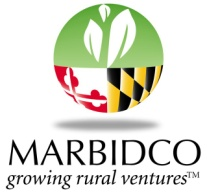 MARBIDCO
growing rural ventures™